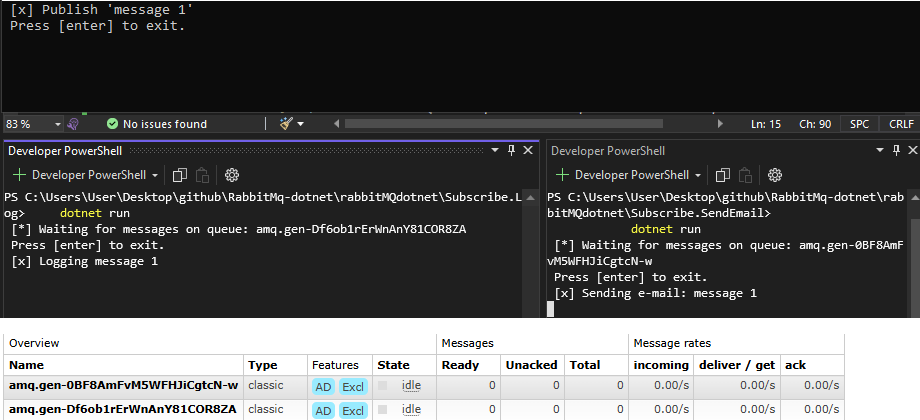 [x] Publish 'message 1'
Press [enter] to exit.
83 % No issues found Ln: 15 Ch: 90 SPC CRLF
Developer PowerShell
+ Developer PowerShell
PS C:\Users\User\Desktop\github\RabbitMq-dotnet\rabbitMQdotnet\Subscribe.L
og> dotnet run
[*] Waiting for messages on queue: amq.gen-Df6ob1rErWnAnY81COR8ZA
Press [enter] to exit.
[x] Logging message 1
Developer PowerShell
+ Developer PowerShell
PS C:\Users\User\Desktop\github\RabbitMq-dotnet\rab
bitMQdotnet\Subscribe.SendEmail>
dotnet run
[*] Waiting for messages on queue: amq.gen-0BF8AmF
vM5WFHJiCgtcN-w
Press [enter] to exit.
[x] Sending e-mail: message 1
Overview Messages Message rates
Name Type Features State Ready Unacked Total incoming deliver / get ack
amq.gen-0BF8AmFvM5WFHJiCgtcN-w classic AD Excl idle 0 0 0 0.00/s 0.00/s 0.00/s
amq.gen-Df6ob1rErWnAnY81COR8ZA classic AD Excl idle 0 0 0 0.00/s 0.00/s 0.00/s